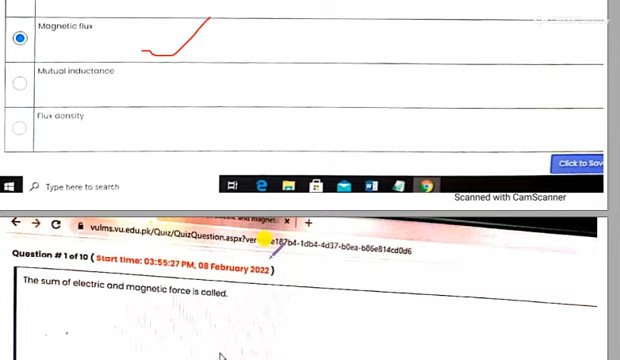 Magnetic flux
Mutual inductance
Flux density
Click to Sav
Type here to search
Scanned with CamScanner
and magnet
vulms.vu.edu.pk/Quiz/QuizQuestion.aspx?ver
e187b4-1db4-4d37-b0ea-b86e814cd0d6
Question # 1 of 10 ( Start time: 03:55:27 PM, 08 February 2022 )
The sum of electric and magnetic force is called.